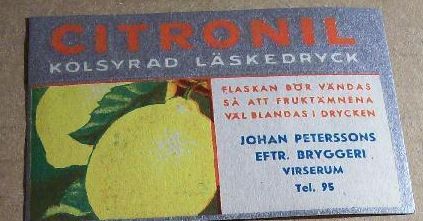 CITRONIL
KOLSYRAD LÄSKEDRYCK
FLASKAN BÖR VÄNDAS
SÅ ATT FRUKTÄMNENA
VÄL BLANDAS I DRYCKEN
JOHAN PETERSSONS
EFTR. BRYGGERI
VIRSERUM
Tel. 95